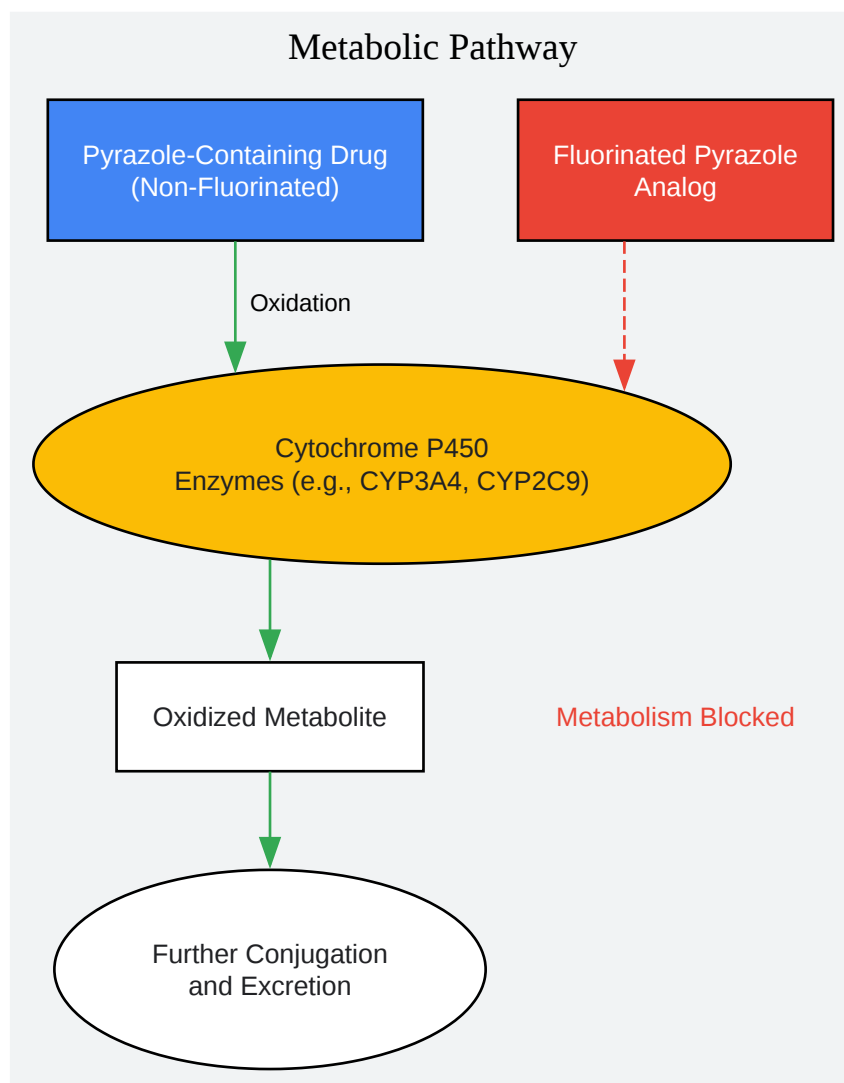 Metabolic Pathway
Pyrazole-Containing Drug
(Non-Fluorinated)
Fluorinated Pyrazole
Analog
Oxidation
Cytochrome P450
Enzymes (e.g., CYP3A4, CYP2C9)
Oxidized Metabolite
Metabolism Blocked
Further Conjugation
and Excretion